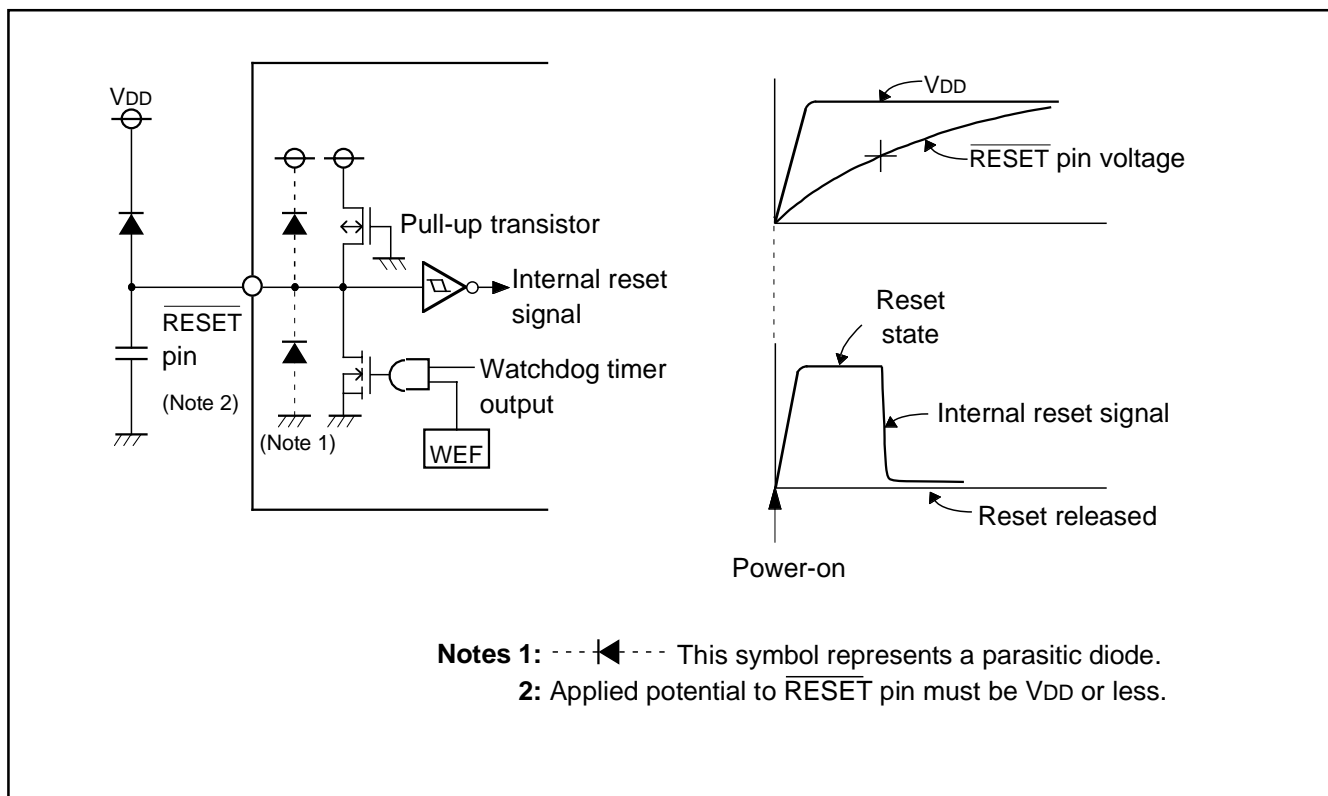 VDD
RESET
pin
(Note 2)
(Note 1)
Pull-up transistor
Internal reset
signal
Watchdog timer
output
WEF
VDD
RESET pin voltage
Reset
state
Internal reset signal
Reset released
Power-on
Notes 1: This symbol represents a parasitic diode.
2: Applied potential to RESET pin must be VDD or less.